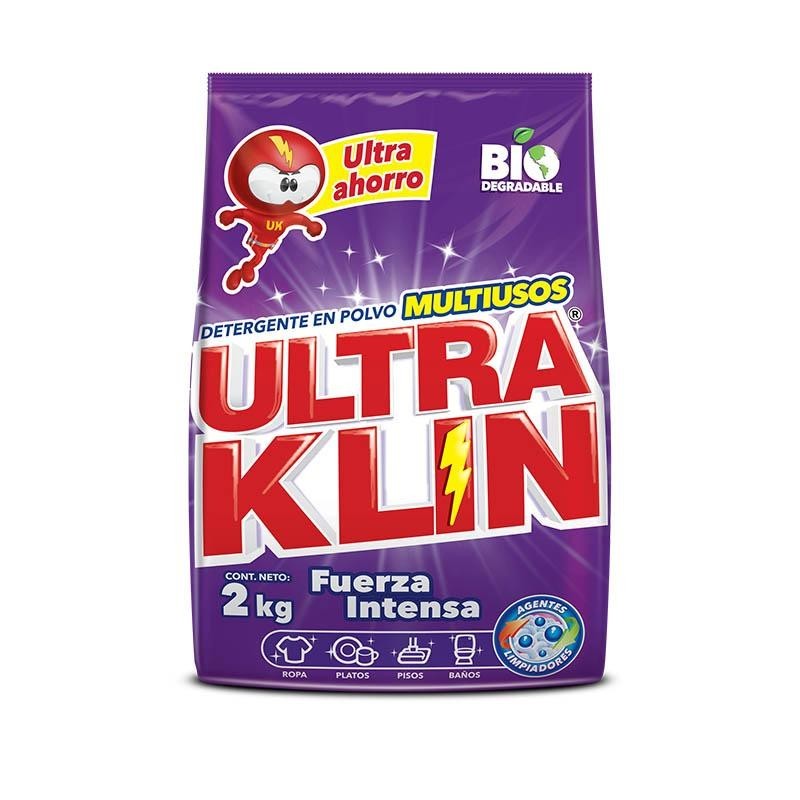 Ultra
ahorro
BIO
DEGRADABLE
UK
DETERGENTE EN POLVO MULTIUSOS
ULTRA
KLIN®
CONT. NETO:
2 kg
Fuerza
Intensa
AGENTES
LIMPIADORES
ROPA PLATOS PISOS BAÑOS